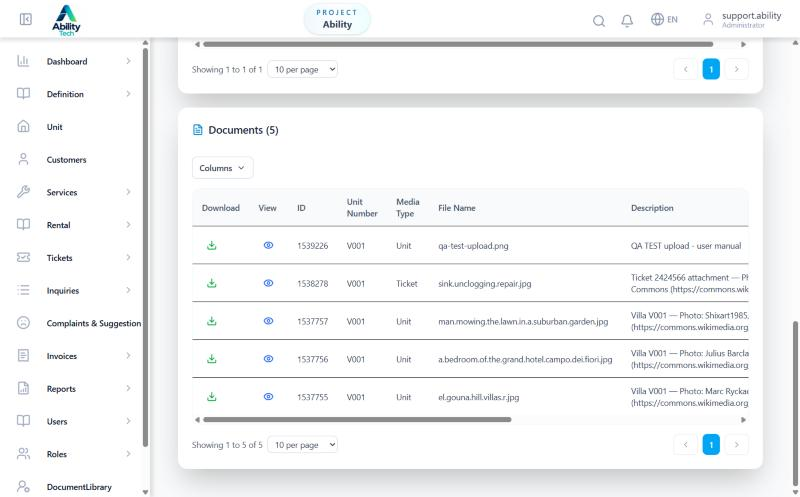 Ability
Tech
PROJECT
Ability
EN
support.ability
Administrator
Dashboard
Definition
Unit
Customers
Services
Rental
Tickets
Inquiries
Complaints & Suggestion
Invoices
Reports
Users
Roles
DocumentLibrary
Showing 1 to 1 of 1
10 per page
1
Documents (5)
Columns
Download View ID Unit Number Media Type File Name Description
1539226 V001 Unit qa-test-upload.png QA TEST upload - user manual
1538278 V001 Ticket sink.unclogging.repair.jpg Ticket 2424566 attachment — Ph
Commons (https://commons.wik
1537757 V001 Unit man.mowing.the.lawn.in.a.suburban.garden.jpg Villa V001 — Photo: Shixart1985,
(https://commons.wikimedia.org
1537756 V001 Unit a.bedroom.of.the.grand.hotel.campo.dei.fiori.jpg Villa V001 — Photo: Julius Barcla
(https://commons.wikimedia.org
1537755 V001 Unit el.gouna.hill.villas.r.jpg Villa V001 — Photo: Marc Ryckae
(https://commons.wikimedia.org
Showing 1 to 5 of 5
10 per page
1